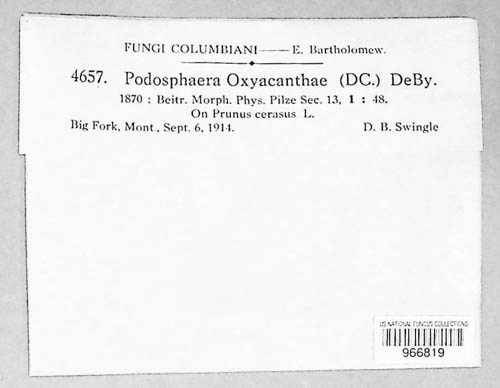 FUNGI COLUMBIANI——E. Bartholomew.
4657. Podosphaera Oxyacanthae (DC.) DeBy.
1870 : Beitr. Morph. Phys. Pilze Sec. 13, 1 : 48.
On Prunus cerasus L.
Big Fork, Mont., Sept. 6, 1914. D. B. Swingle
US NATIONAL FUNGUS COLLECTIONS
966819